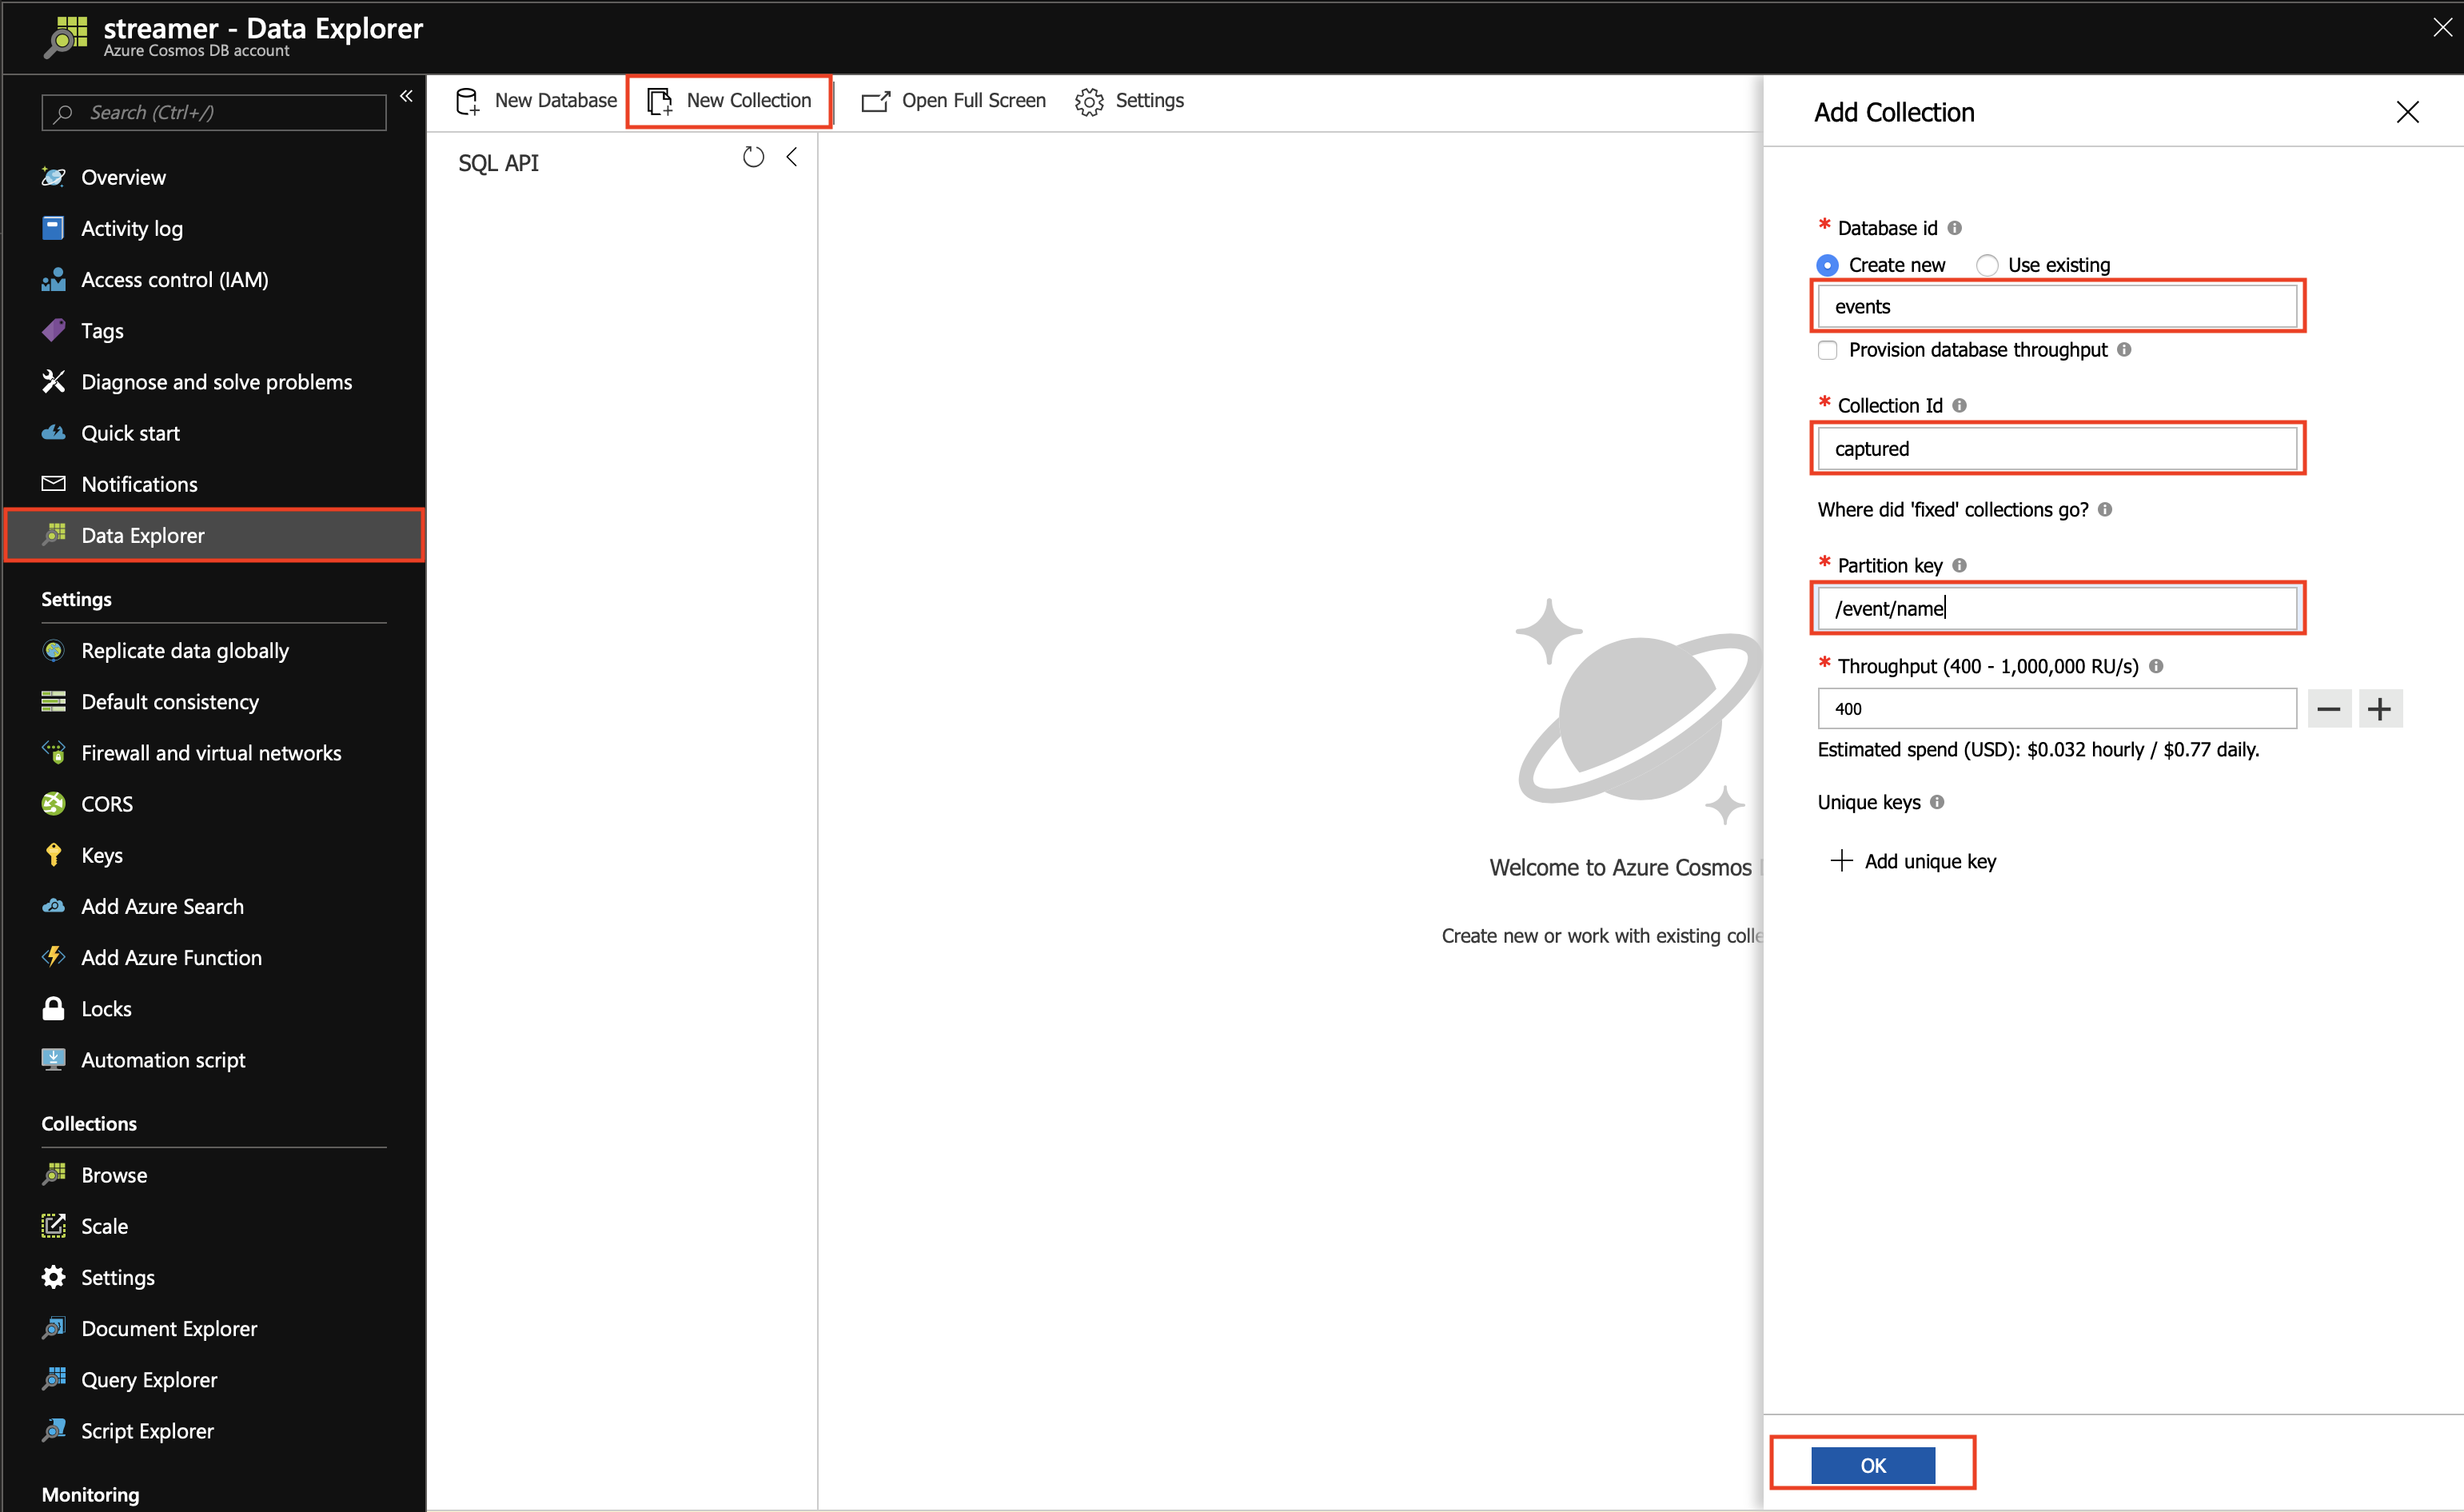 streamer - Data Explorer
Azure Cosmos DB account
Search (Ctrl+/)
Overview
Activity log
Access control (IAM)
Tags
Diagnose and solve problems
Quick start
Notifications
Data Explorer
Settings
Replicate data globally
Default consistency
Firewall and virtual networks
CORS
Keys
Add Azure Search
Add Azure Function
Locks
Automation script
Collections
Browse
Scale
Settings
Document Explorer
Query Explorer
Script Explorer
Monitoring
New Database
New Collection
Open Full Screen
Settings
SQL API
Welcome to Azure Cosmos
Create new or work with existing colle
Add Collection
* Database id
Create new
Use existing
events
Provision database throughput
* Collection Id
captured
Where did 'fixed' collections go?
* Partition key
/event/name
* Throughput (400 - 1,000,000 RU/s)
400
Estimated spend (USD): $0.032 hourly / $0.77 daily.
Unique keys
Add unique key
OK